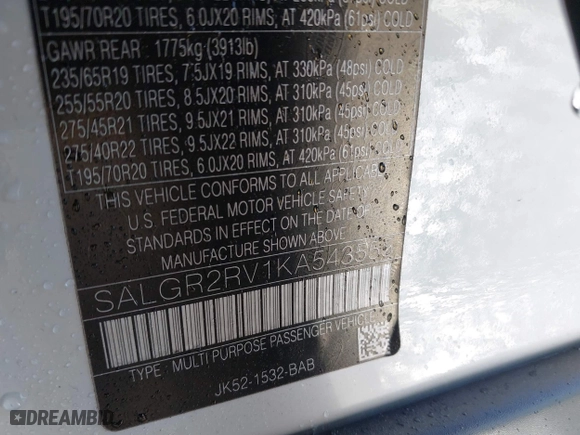 T195/70R20 TIRES, 6.0JX20 RIMS, AT 420kPa (61psi) COLD
GAWR REAR 1775kg (3913lb)
235/65R19 TIRES, 7.5JX19 RIMS, AT 330kPa (48psi) COLD
255/55R20 TIRES, 8.5JX20 RIMS, AT 310kPa (45psi) COLD
275/45R21 TIRES, 9.5JX21 RIMS, AT 310kPa (45psi) COLD
275/40R22 TIRES, 9.5JX22 RIMS, AT 310kPa (45psi) COLD
T195/70R20 TIRES, 6.0JX20 RIMS, AT 420kPa (61psi) COLD
THIS VEHICLE CONFORMS TO ALL
U.S. FEDERAL MOTOR VEHICLE SAFETY
STANDARDS IN EFFECT ON THE DATE OF
MANUFACTURE SHOWN ABOVE
SALGR2RV1KA5435
TYPE: MULTI PURPOSE PASSENGER VEHICLE
JK52-1532-BAB
DREAMBID